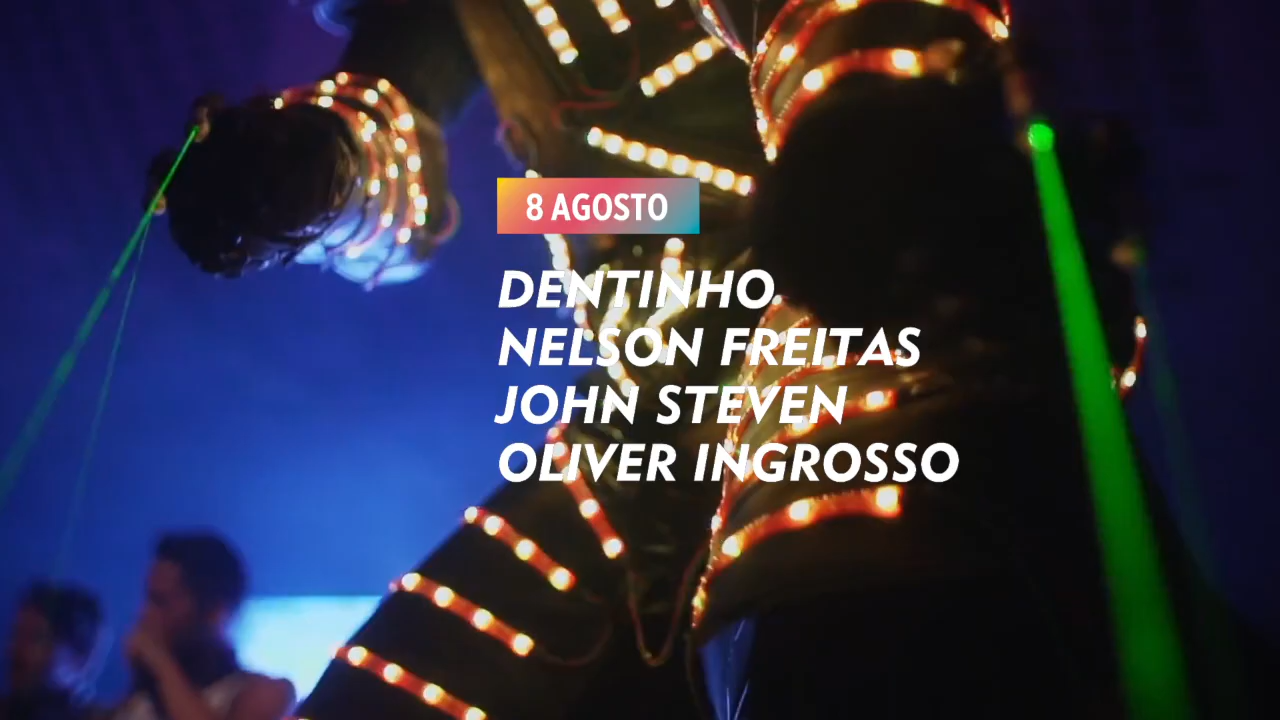 8 AGOSTO
DENTINHO
NELSON FREITAS
JOHN STEVEN
OLIVER INGROSSO